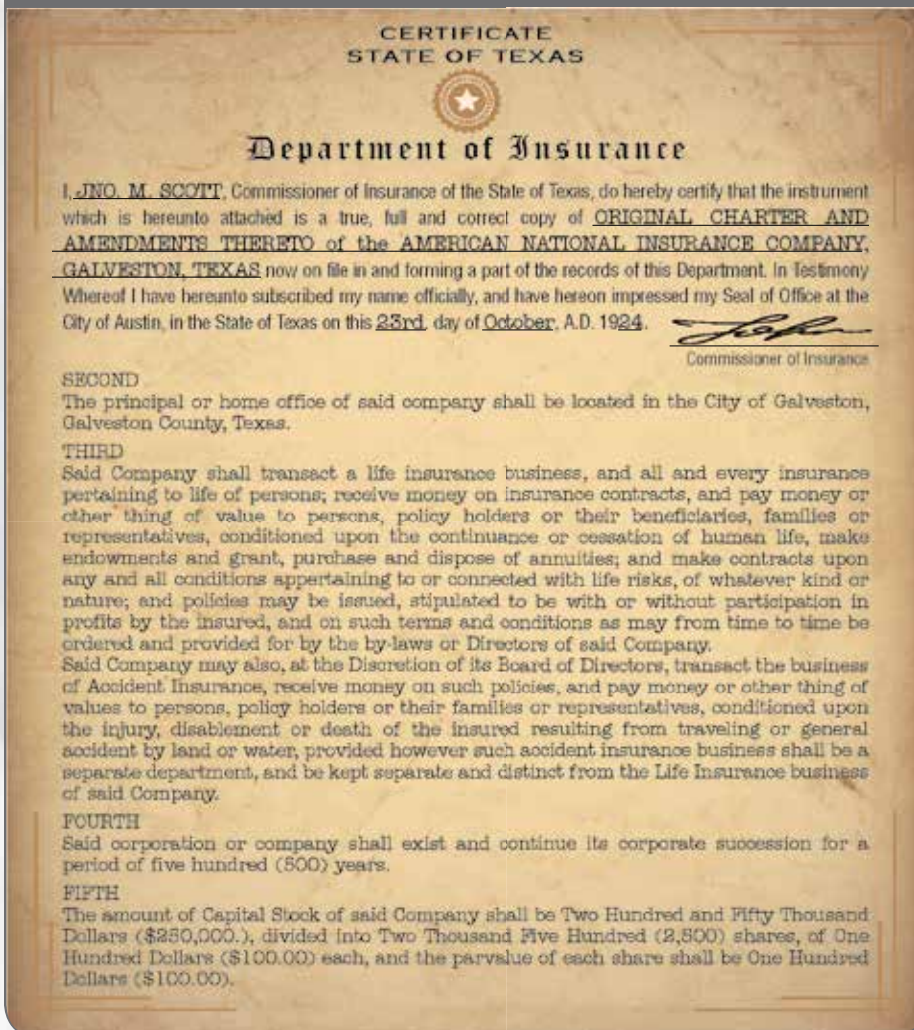 CERTIFICATE
STATE OF TEXAS
Department of Insurance
I, JNO. M. SCOTT, Commissioner of Insurance of the State of Texas, do hereby certify that the instrument
which is hereunto attached is a true, full and correct copy of ORIGINAL CHARTER AND
AMENDMENTS THERETO of the AMERICAN NATIONAL INSURANCE COMPANY,
GALVESTON, TEXAS now on file in and forming a part of the records of this Department. In Testimony
Whereof I have hereunto subscribed my name officially, and have hereon impressed my Seal of Office at the
City of Austin, in the State of Texas on this 23rd. day of October, A.D. 1924.
Commissioner of Insurance
SECOND
The principal or home office of said company shall be located in the City of Galveston,
Galveston County, Texas.
THIRD
Said Company shall transact a life insurance business, and all and every insurance
pertaining to life of persons; receive money on insurance contracts, and pay money or
other thing of value to persons, policy holders or their beneficiaries, families or
representatives, conditioned upon the continuance or cessation of human life, make
endowments and grant, purchase and dispose of annuities; and make contracts upon
any and all conditions appertaining to or connected with life risks, of whatever kind or
nature; and policies may be issued, stipulated to be with or without participation in
profits by the insured, and on such terms and conditions as may from time to time be
ordered and provided for by the by-laws or Directors of said Company.
Said Company may also, at the Discretion of its Board of Directors, transact the business
of Accident Insurance, receive money on such policies, and pay money or other thing of
values to persons, policy holders or their families or representatives, conditioned upon
the injury, disablement or death of the insured resulting from traveling or general
accident by land or water, provided however such accident insurance business shall be a
separate department, and be kept separate and distinct from the Life Insurance business
of said Company.
FOURTH
Said corporation or company shall exist and continue its corporate succession for a
period of five hundred (500) years.
FIFTH
The amount of Capital Stock of said Company shall be Two Hundred and Fifty Thousand
Dollars ($250,000.), divided into Two Thousand Five Hundred (2,500) shares, of One
Hundred Dollars ($100.00) each, and the parvalue of each share shall be One Hundred
Dollars ($100.00).